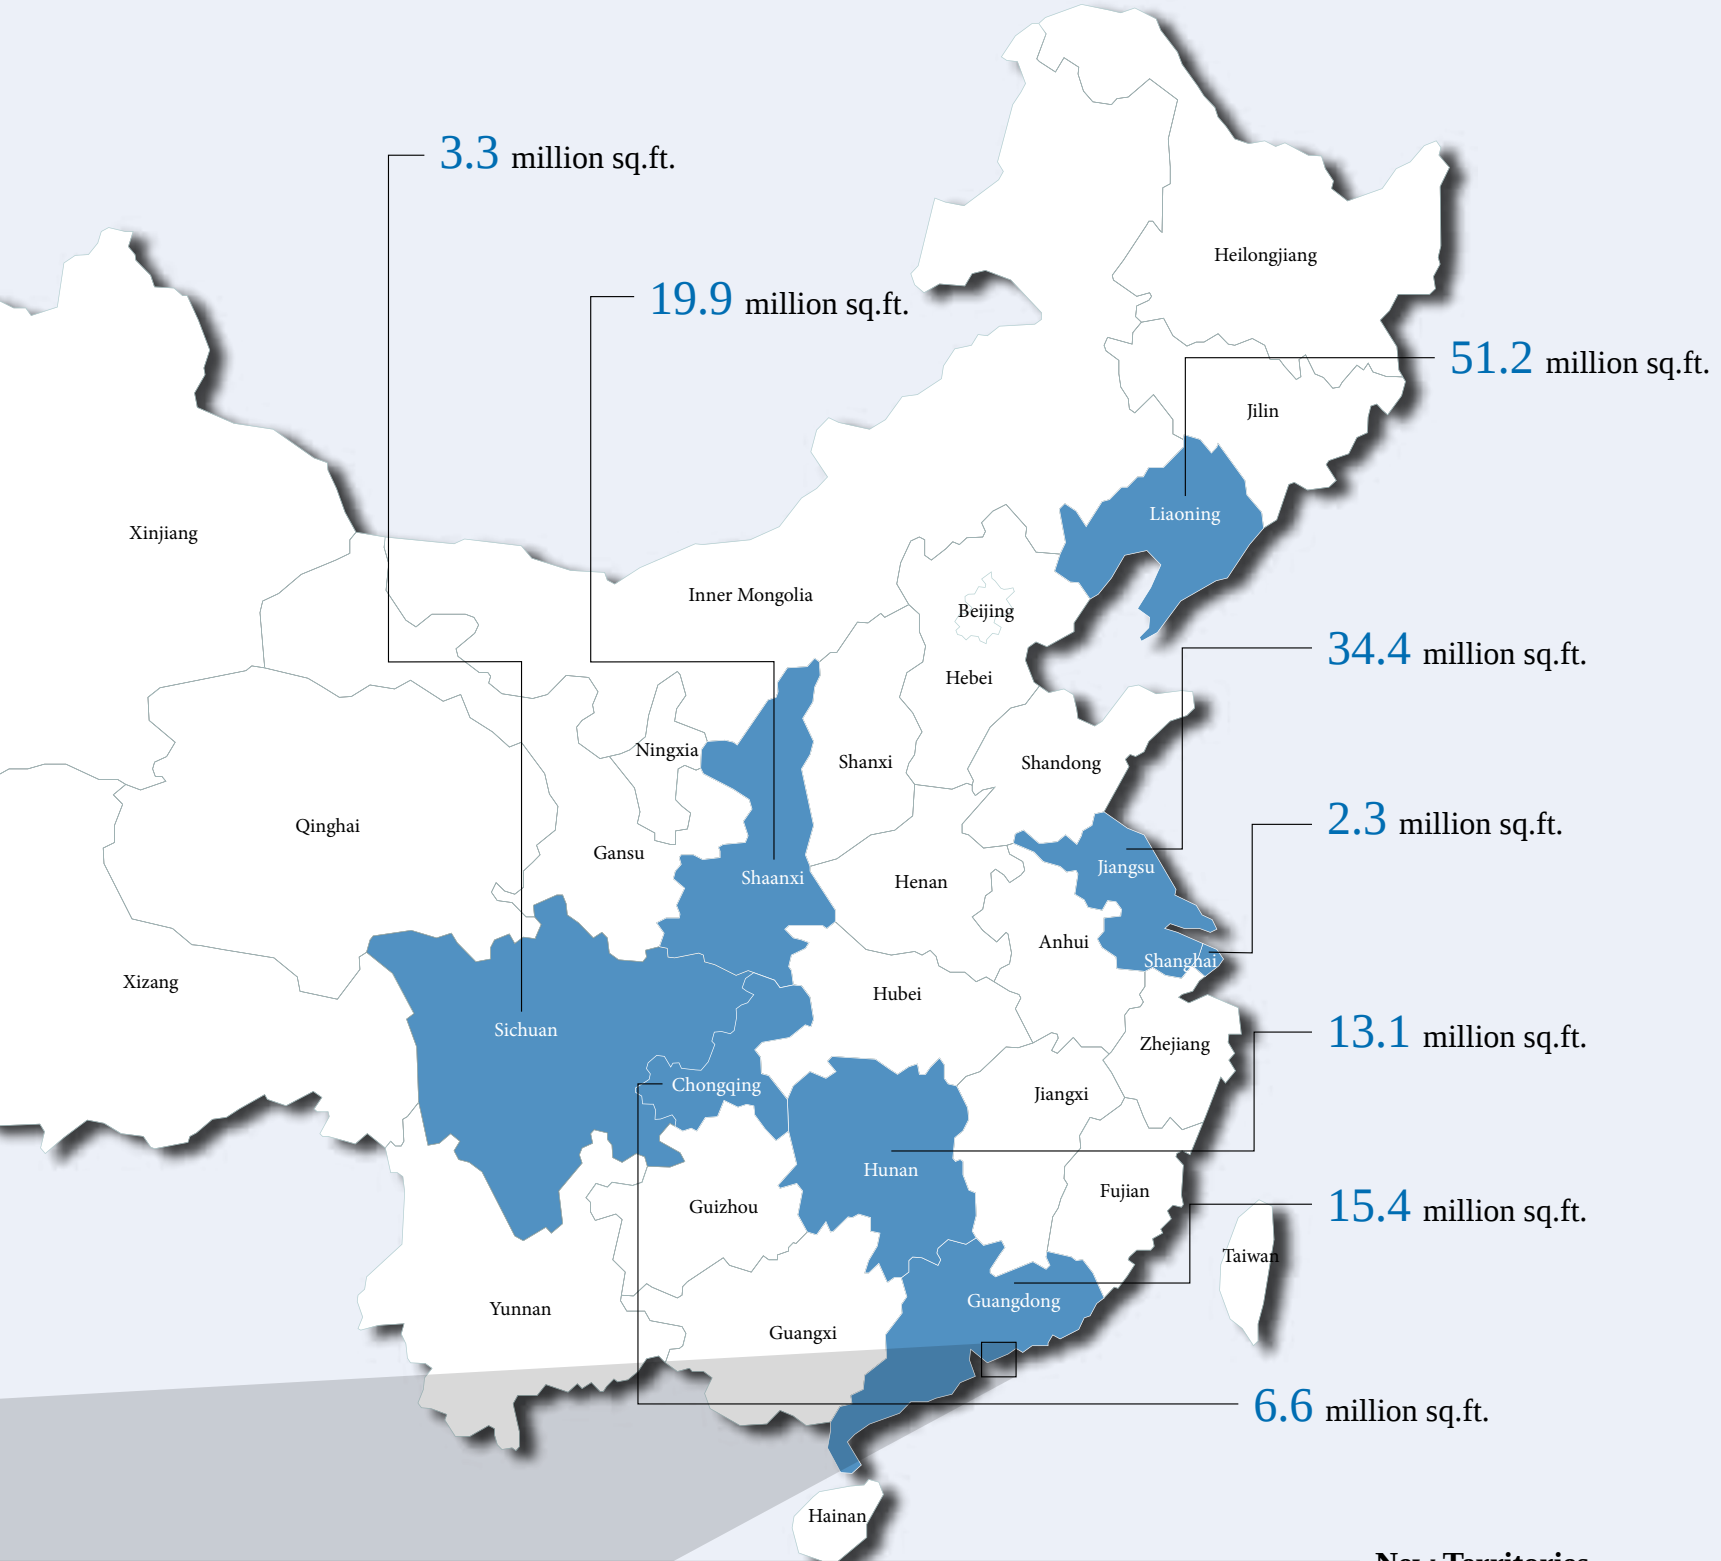 3.3 million sq.ft.
Heilongjiang
19.9 million sq.ft.
51.2 million sq.ft.
Jilin
Liaoning
Xinjiang
Inner Mongolia
Beijing
34.4 million sq.ft.
Hebei
Ningxia
Shanxi
Shandong
2.3 million sq.ft.
Qinghai
Gansu
Jiangsu
Shaanxi
Henan
Anhui
Shanghai
Xizang
Hubei
Sichuan
13.1 million sq.ft.
Zhejiang
Chongqing
Jiangxi
Hunan
Fujian
Guizhou
15.4 million sq.ft.
Taiwan
Guangdong
Yunnan
Guangxi
6.6 million sq.ft.
Hainan
New Territories